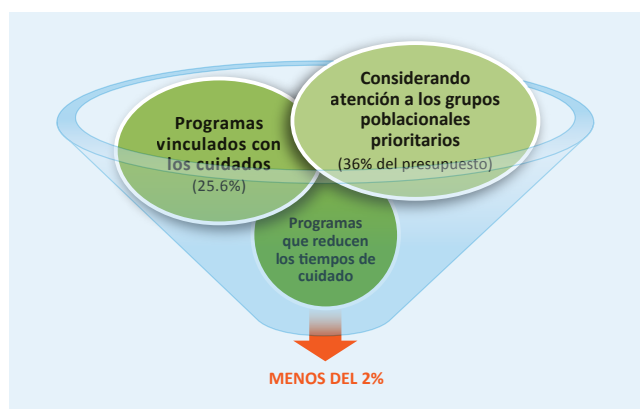 Considerando
atención a los grupos
poblacionales
prioritarios
(36% del presupuesto)
Programas
vinculados con
los cuidados
(25.6%)
Programas
que reducen
los tiempos de
cuidado
MENOS DEL 2%